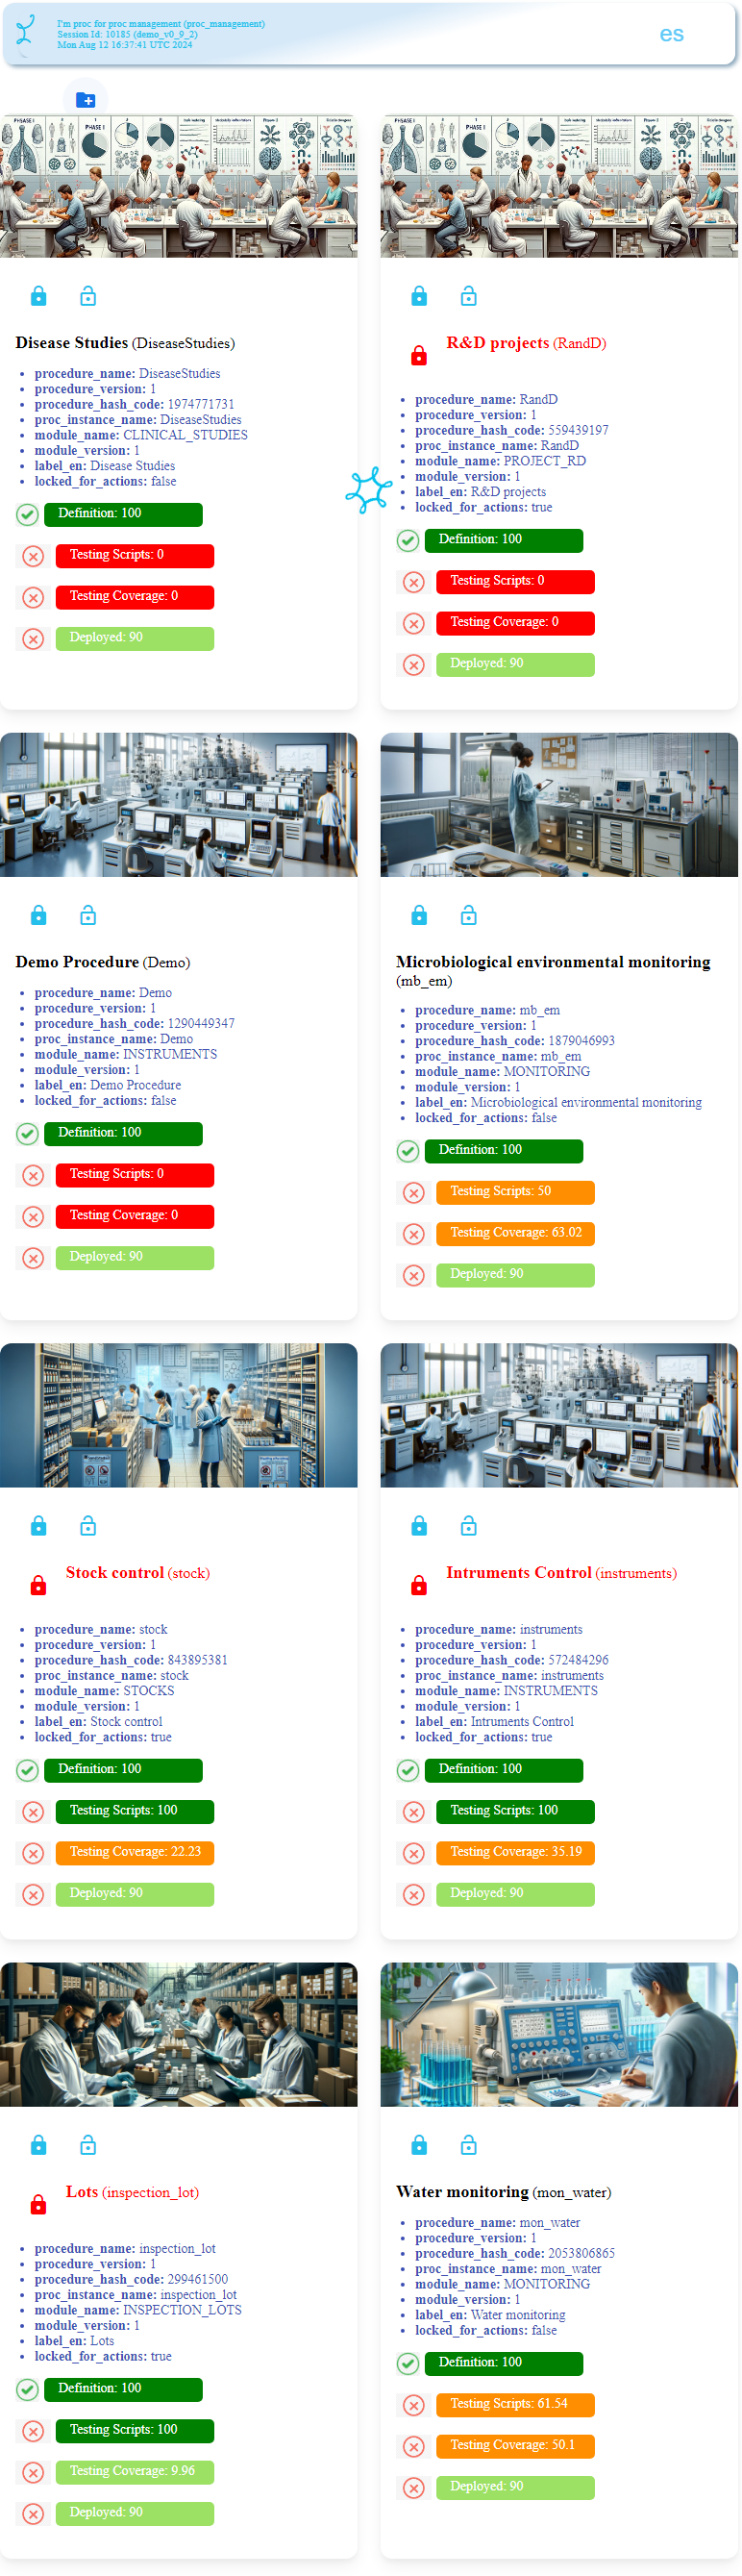 I'm proc for proc management (proc_management)
Session Id: 10185 (demo_v0_9_2)
Mon Aug 12 16:37:41 UTC 2024
es
PHASE I
PHASE I
Disease Studies (DiseaseStudies)
procedure_name: DiseaseStudies
procedure_version: 1
procedure_hash_code: 1974771731
proc_instance_name: DiseaseStudies
module_name: CLINICAL_STUDIES
module_version: 1
label_en: Disease Studies
locked_for_actions: false
Definition: 100
Testing Scripts: 0
Testing Coverage: 0
Deployed: 90
R&D projects (RandD)
procedure_name: RandD
procedure_version: 1
procedure_hash_code: 559439197
proc_instance_name: RandD
module_name: PROJECT_RD
module_version: 1
label_en: R&D projects
locked_for_actions: true
Definition: 100
Testing Scripts: 0
Testing Coverage: 0
Deployed: 90
Demo Procedure (Demo)
procedure_name: Demo
procedure_version: 1
procedure_hash_code: 1290449347
proc_instance_name: Demo
module_name: INSTRUMENTS
module_version: 1
label_en: Demo Procedure
locked_for_actions: false
Definition: 100
Testing Scripts: 0
Testing Coverage: 0
Deployed: 90
Microbiological environmental monitoring
(mb_em)
procedure_name: mb_em
procedure_version: 1
procedure_hash_code: 1879046993
proc_instance_name: mb_em
module_name: MONITORING
module_version: 1
label_en: Microbiological environmental monitoring
locked_for_actions: false
Definition: 100
Testing Scripts: 50
Testing Coverage: 63.02
Deployed: 90
Stock control (stock)
procedure_name: stock
procedure_version: 1
procedure_hash_code: 843895381
proc_instance_name: stock
module_name: STOCKS
module_version: 1
label_en: Stock control
locked_for_actions: true
Definition: 100
Testing Scripts: 100
Testing Coverage: 22.23
Deployed: 90
Intruments Control (instruments)
procedure_name: instruments
procedure_version: 1
procedure_hash_code: 572484296
proc_instance_name: instruments
module_name: INSTRUMENTS
module_version: 1
label_en: Intruments Control
locked_for_actions: true
Definition: 100
Testing Scripts: 100
Testing Coverage: 35.19
Deployed: 90
Lots (inspection_lot)
procedure_name: inspection_lot
procedure_version: 1
procedure_hash_code: 299461500
proc_instance_name: inspection_lot
module_name: INSPECTION_LOTS
module_version: 1
label_en: Lots
locked_for_actions: true
Definition: 100
Testing Scripts: 100
Testing Coverage: 9.96
Deployed: 90
Water monitoring (mon_water)
procedure_name: mon_water
procedure_version: 1
procedure_hash_code: 2053806865
proc_instance_name: mon_water
module_name: MONITORING
module_version: 1
label_en: Water monitoring
locked_for_actions: false
Definition: 100
Testing Scripts: 61.54
Testing Coverage: 50.1
Deployed: 90